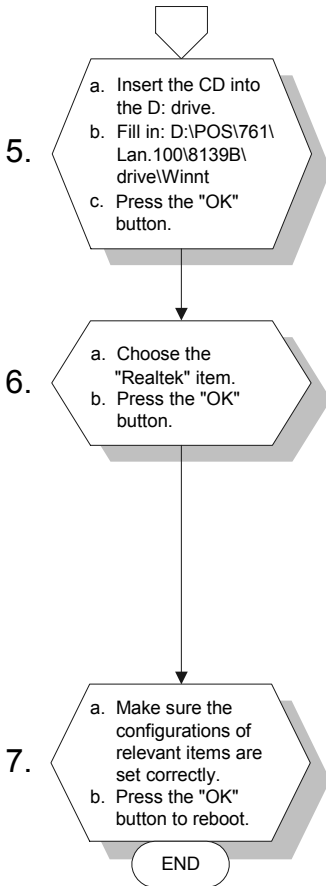 5.
a. Insert the CD into
the D: drive.
b. Fill in: D:\POS\761\
Lan.100\8139B\
drive\Winnt
c. Press the "OK"
button.
6.
a. Choose the
"Realtek" item.
b. Press the "OK"
button.
7.
a. Make sure the
configurations of
relevant items are
set correctly.
b. Press the "OK"
button to reboot.
END